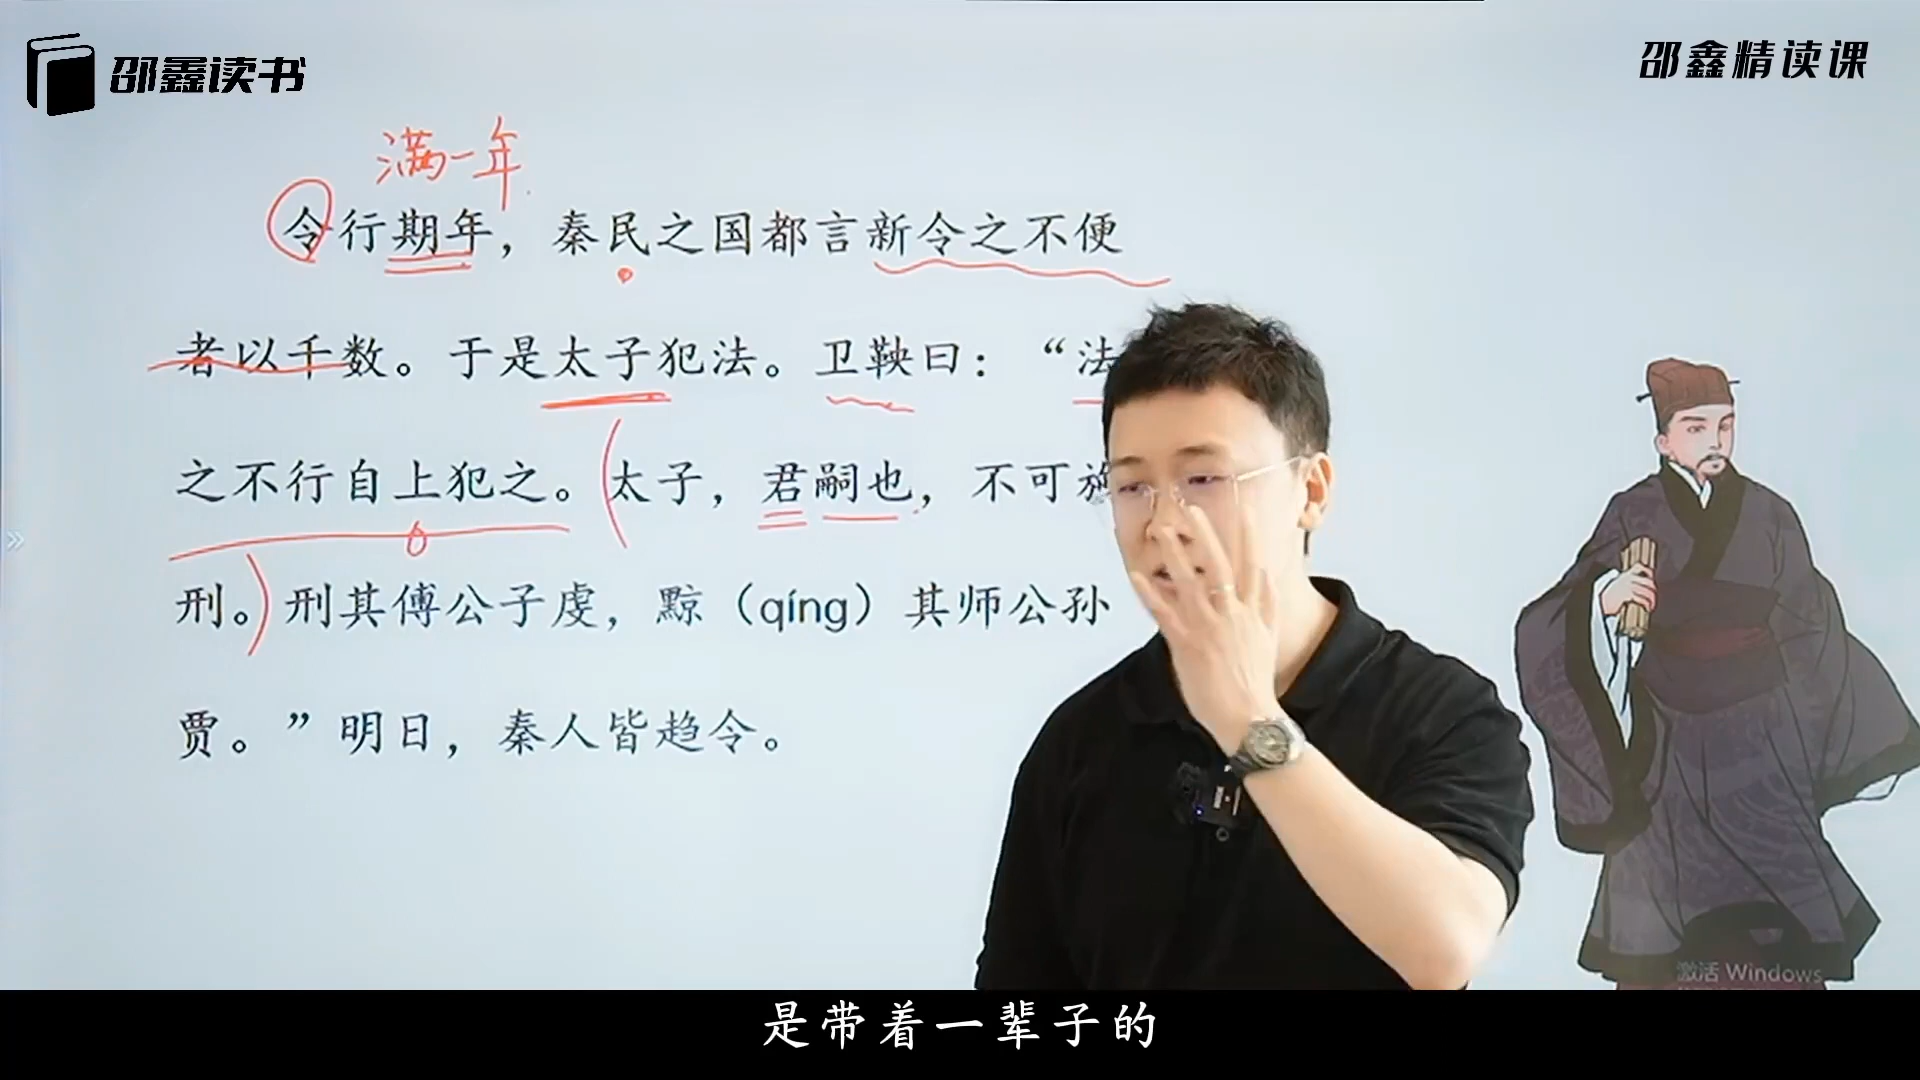 邵鑫读书
邵鑫精读课
满一年
令行期年，秦民之国都言新令之不便
者以千数。于是太子犯法。卫鞅曰：“法
之不行自上犯之。太子，君嗣也，不可施
刑。刑其傅公子虔，黥（qíng）其师公孙
贾。”明日，秦人皆趋令。
激活 Windows
是带着一辈子的